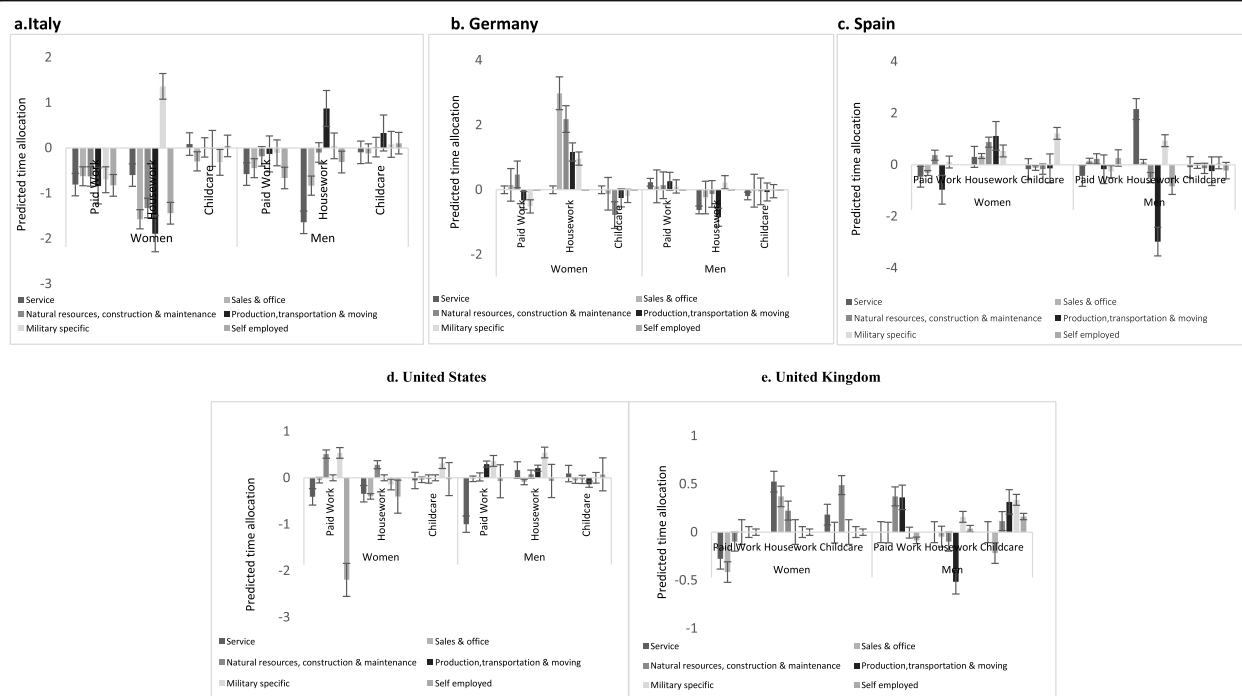 a.Italy
Predicted time allocation
2
1
0
-1
-2
-3
Paid Work
Housework
Childcare
Paid Work
Housework
Childcare
Women
Men
Service
Sales & office
Natural resources, construction & maintenance
Production,transportation & moving
Military specific
Self employed
b. Germany
Predicted time allocation
4
2
0
-2
Paid Work
Housework
Childcare
Paid Work
Housework
Childcare
Women
Men
Service
Sales & office
Natural resources, construction & maintenance
Production,transportation & moving
Military specific
Self employed
c. Spain
Predicted time allocation
4
2
0
-2
-4
Paid Work Housework Childcare
Paid Work Housework Childcare
Women
Men
Service
Sales & office
Natural resources, construction & maintenance
Production,transportation & moving
Military specific
Self employed
d. United States
Predicted time allocation
1
0
-1
-2
-3
Paid Work
Housework
Childcare
Paid Work
Housework
Childcare
Women
Men
Service
Sales & office
Natural resources, construction & maintenance
Production,transportation & moving
Military specific
Self employed
e. United Kingdom
Predicted time allocation
1
0.5
0
-0.5
-1
Paid Work Housework Childcare
Paid Work Housework Childcare
Women
Men
Service
Sales & office
Natural resources, construction & maintenance
Production,transportation & moving
Military specific
Self employed